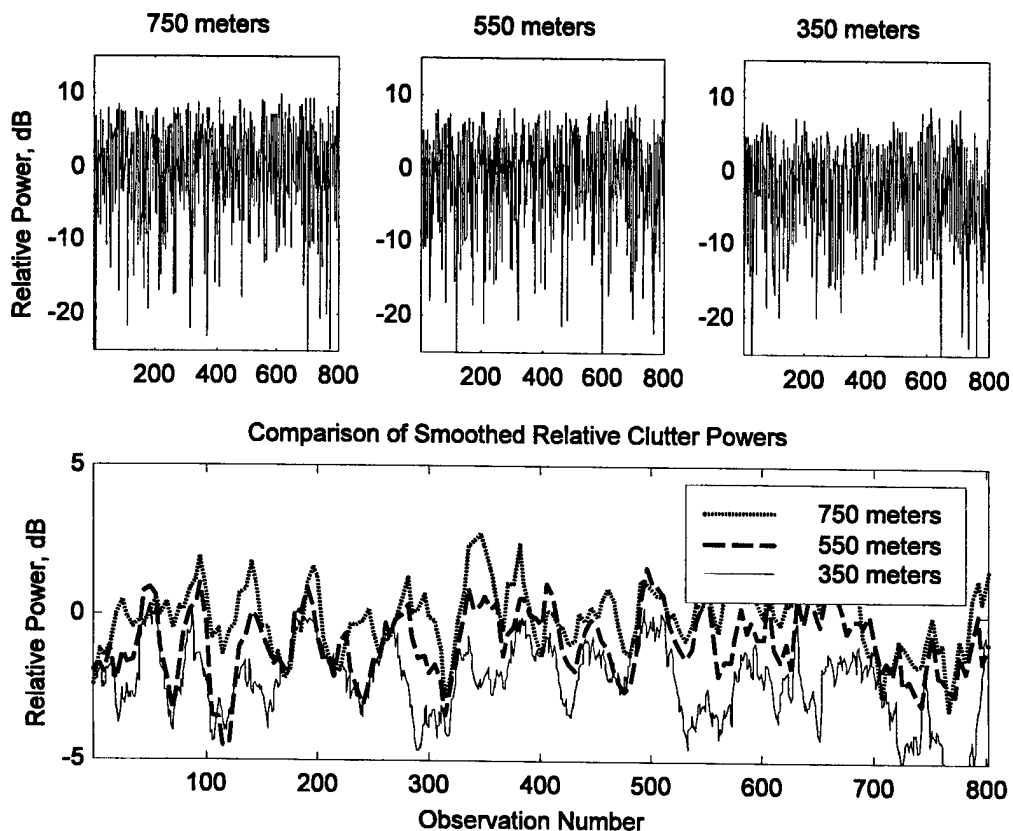 750 meters 550 meters 350 meters
Relative Power, dB
10 10 10
0 0 0
-10 -10 -10
-20 -20 -20
200 400 600 800 200 400 600 800 200 400 600 800
Comparison of Smoothed Relative Clutter Powers
Relative Power, dB
5
0
-5
750 meters
550 meters
350 meters
100 200 300 400 500 600 700 800
Observation Number